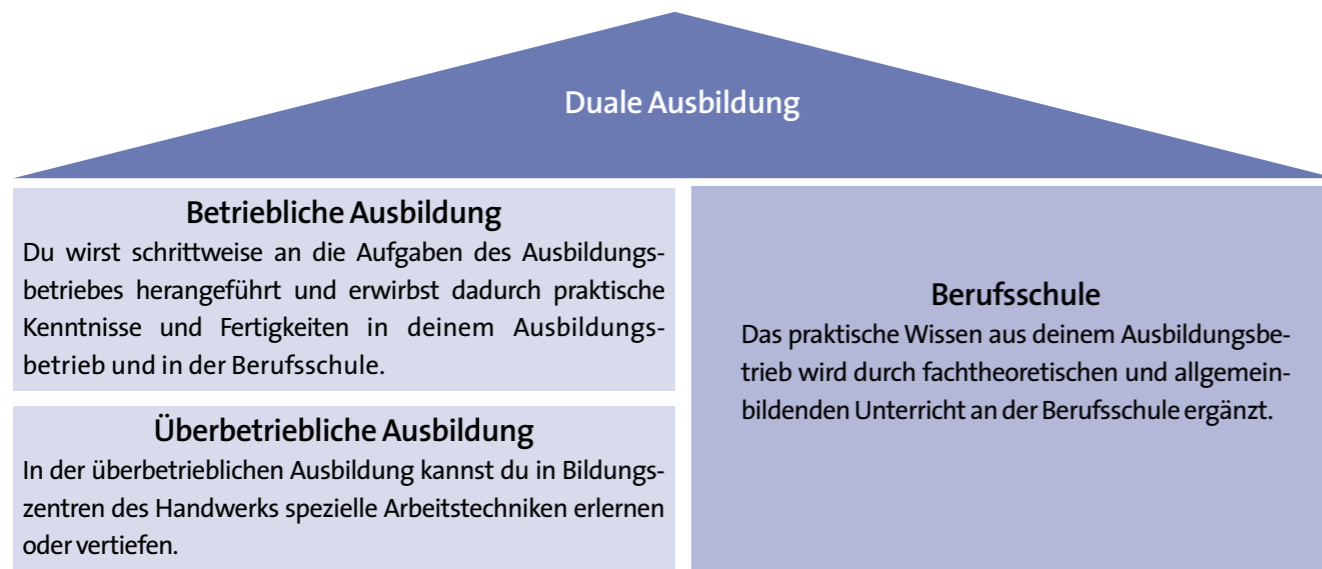 Duale Ausbildung
Betriebliche Ausbildung
Du wirst schrittweise an die Aufgaben des Ausbildungs-
betriebes herangeführt und erwirbst dadurch praktische
Kenntnisse und Fertigkeiten in deinem Ausbildungs-
betrieb und in der Berufsschule.
Überbetriebliche Ausbildung
In der überbetrieblichen Ausbildung kannst du in Bildungs-
zentren des Handwerks spezielle Arbeitstechniken erlernen
oder vertiefen.
Berufsschule
Das praktische Wissen aus deinem Ausbildungsbe-
trieb wird durch fachtheoretischen und allgemein-
bildenden Unterricht an der Berufsschule ergänzt.